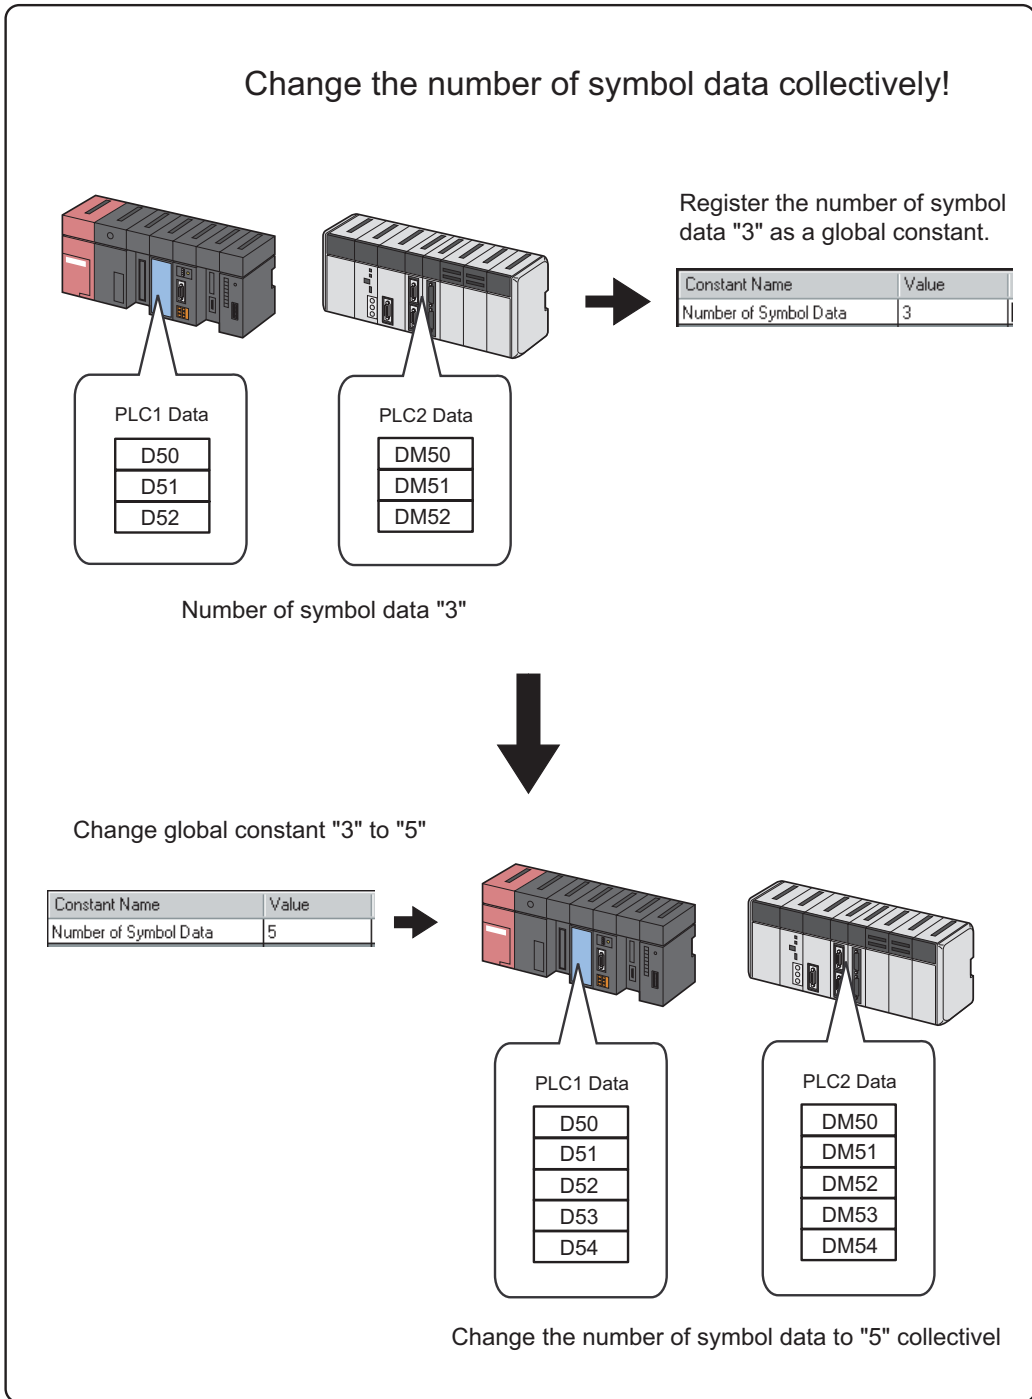 Change the number of symbol data collectively!
Register the number of symbol
data "3" as a global constant.
Constant Name Value
Number of Symbol Data 3
PLC1 Data
D50
D51
D52
PLC2 Data
DM50
DM51
DM52
Number of symbol data "3"
Change global constant "3" to "5"
Constant Name Value
Number of Symbol Data 5
PLC1 Data
D50
D51
D52
D53
D54
PLC2 Data
DM50
DM51
DM52
DM53
DM54
Change the number of symbol data to "5" collectivel